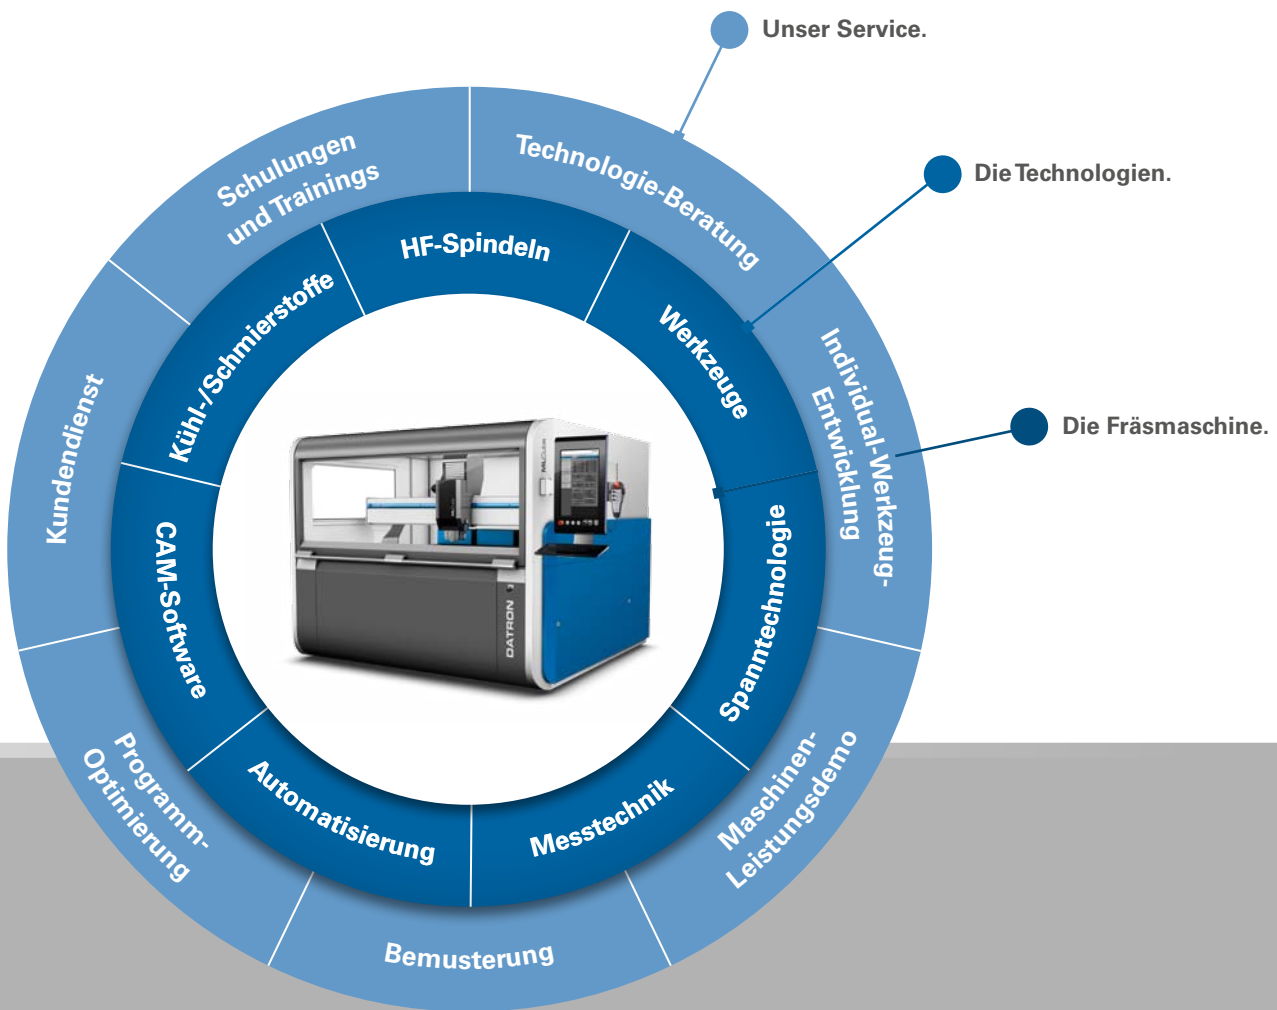 Unser Service.
Die Technologien.
Die Fräsmaschine.
Technologie-Beratung
Individual-Werkzeug-
Entwicklung
Maschinen-
Leistungsdemo
Bemusterung
Programm-
Optimierung
Kundendienst
Schulungen
und Trainings
HF-Spindeln
Werkzeuge
Spanntechnologie
Messtechnik
Automatisierung
CAM-Software
Kühl-/Schmierstoffe
MLCube
DATRON